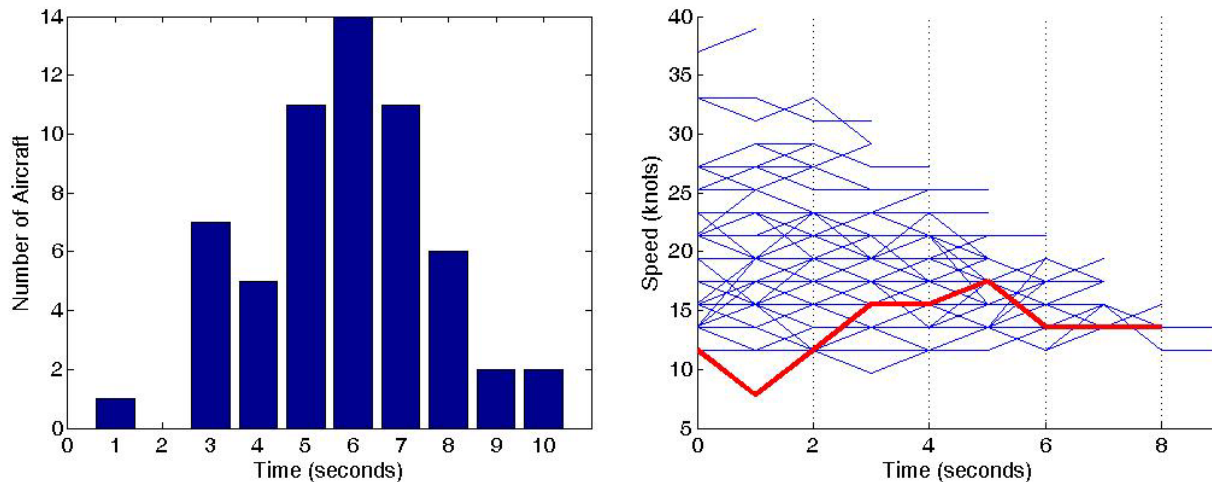 14
12
10
8
6
4
2
0
Number of Aircraft
0 1 2 3 4 5 6 7 8 9 10
Time (seconds)
40
35
30
25
20
15
10
5
Speed (knots)
0 2 4 6 8
Time (seconds)